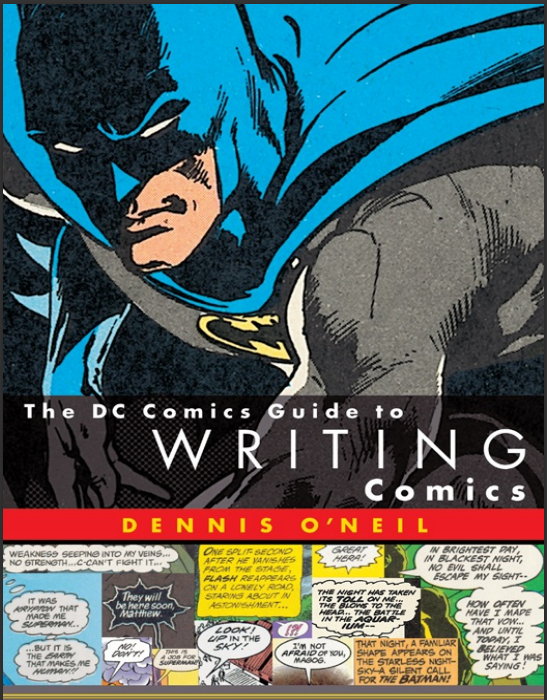 The DC Comics Guide to
WRITING
Comics
DENNIS O'NEIL
WEAKNESS SEEPING INTO MY VEINS...
NO STRENGTH...C-CAN'T FIGHT IT...
ONE SPLIT-SECOND
AFTER HE VANISHES
FROM THE STAGE,
FLASH REAPPEARS
ON A LONELY ROAD,
STARING ABOUT IN
ASTONISHMENT...
GREAT
HERA!
IN BRIGHTEST DAY,
IN BLACKEST NIGHT,
NO EVIL SHALL
ESCAPE MY SIGHT--
IT WAS
KRYPTON THAT
MADE ME
SUPERMAN...
They will
be here soon,
Matthew.
THE NIGHT HAS TAKEN
ITS TOLL ON ME...
THE BLOWS TO THE
HEAD... THE BATTLE
IN THE AQUAR-
IUM--
HOW OFTEN
HAVE I MADE
THAT VOW...
AND UNTIL
TODAY, I
BELIEVED
WHAT I WAS
SAYING!
...BUT IT IS
THE EARTH
THAT MAKES ME
HUMAN!!
NO!
DON'T!
THIS IS
A JOB FOR
SUPERMAN!
LOOK!
UP IN THE
SKY!
I'M NOT
AFRAID OF YOU,
MAGOG.
THAT NIGHT, A FAMILIAR
SHAPE APPEARS ON
THE STARLESS NIGHT-
SKY--A SILENT CALL
FOR THE BATMAN!